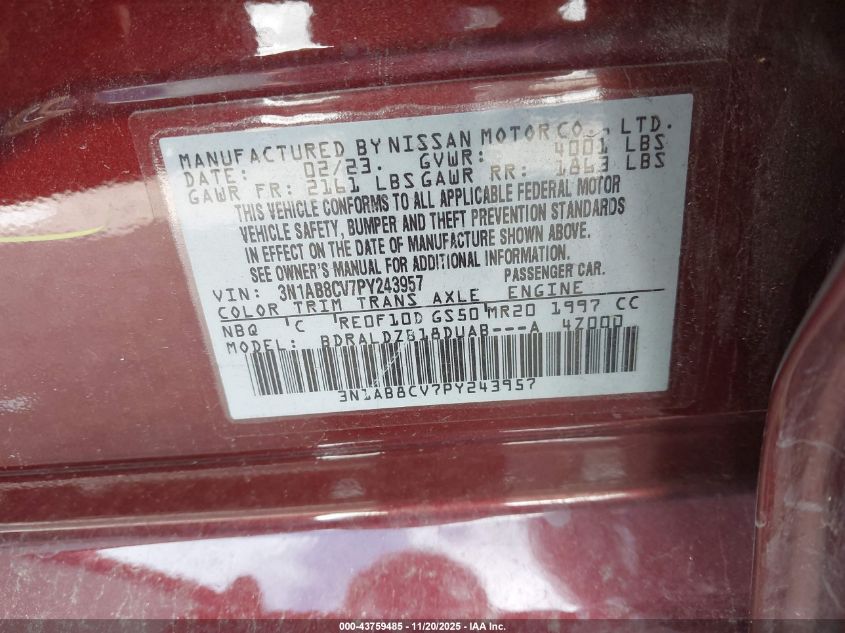 MANUFACTURED BY NISSAN MOTOR CO., LTD.
DATE: 02/23. GVWR: 4001 LBS
GAWR FR: 2161 LBS GAWR RR: 1863 LBS
THIS VEHICLE CONFORMS TO ALL APPLICABLE FEDERAL MOTOR
VEHICLE SAFETY, BUMPER AND THEFT PREVENTION STANDARDS
IN EFFECT ON THE DATE OF MANUFACTURE SHOWN ABOVE.
SEE OWNER'S MANUAL FOR ADDITIONAL INFORMATION.
VIN: 3N1AB8CV7PY243957 PASSENGER CAR.
COLOR TRIM TRANS AXLE ENGINE
NBQ C RE0F10D GS50 MR20 1997 CC
MODEL: BDRALDZB18DUAB---A 4Z000
3N1AB8CV7PY243957
000-43759485 - 11/20/2025 - IAA Inc.